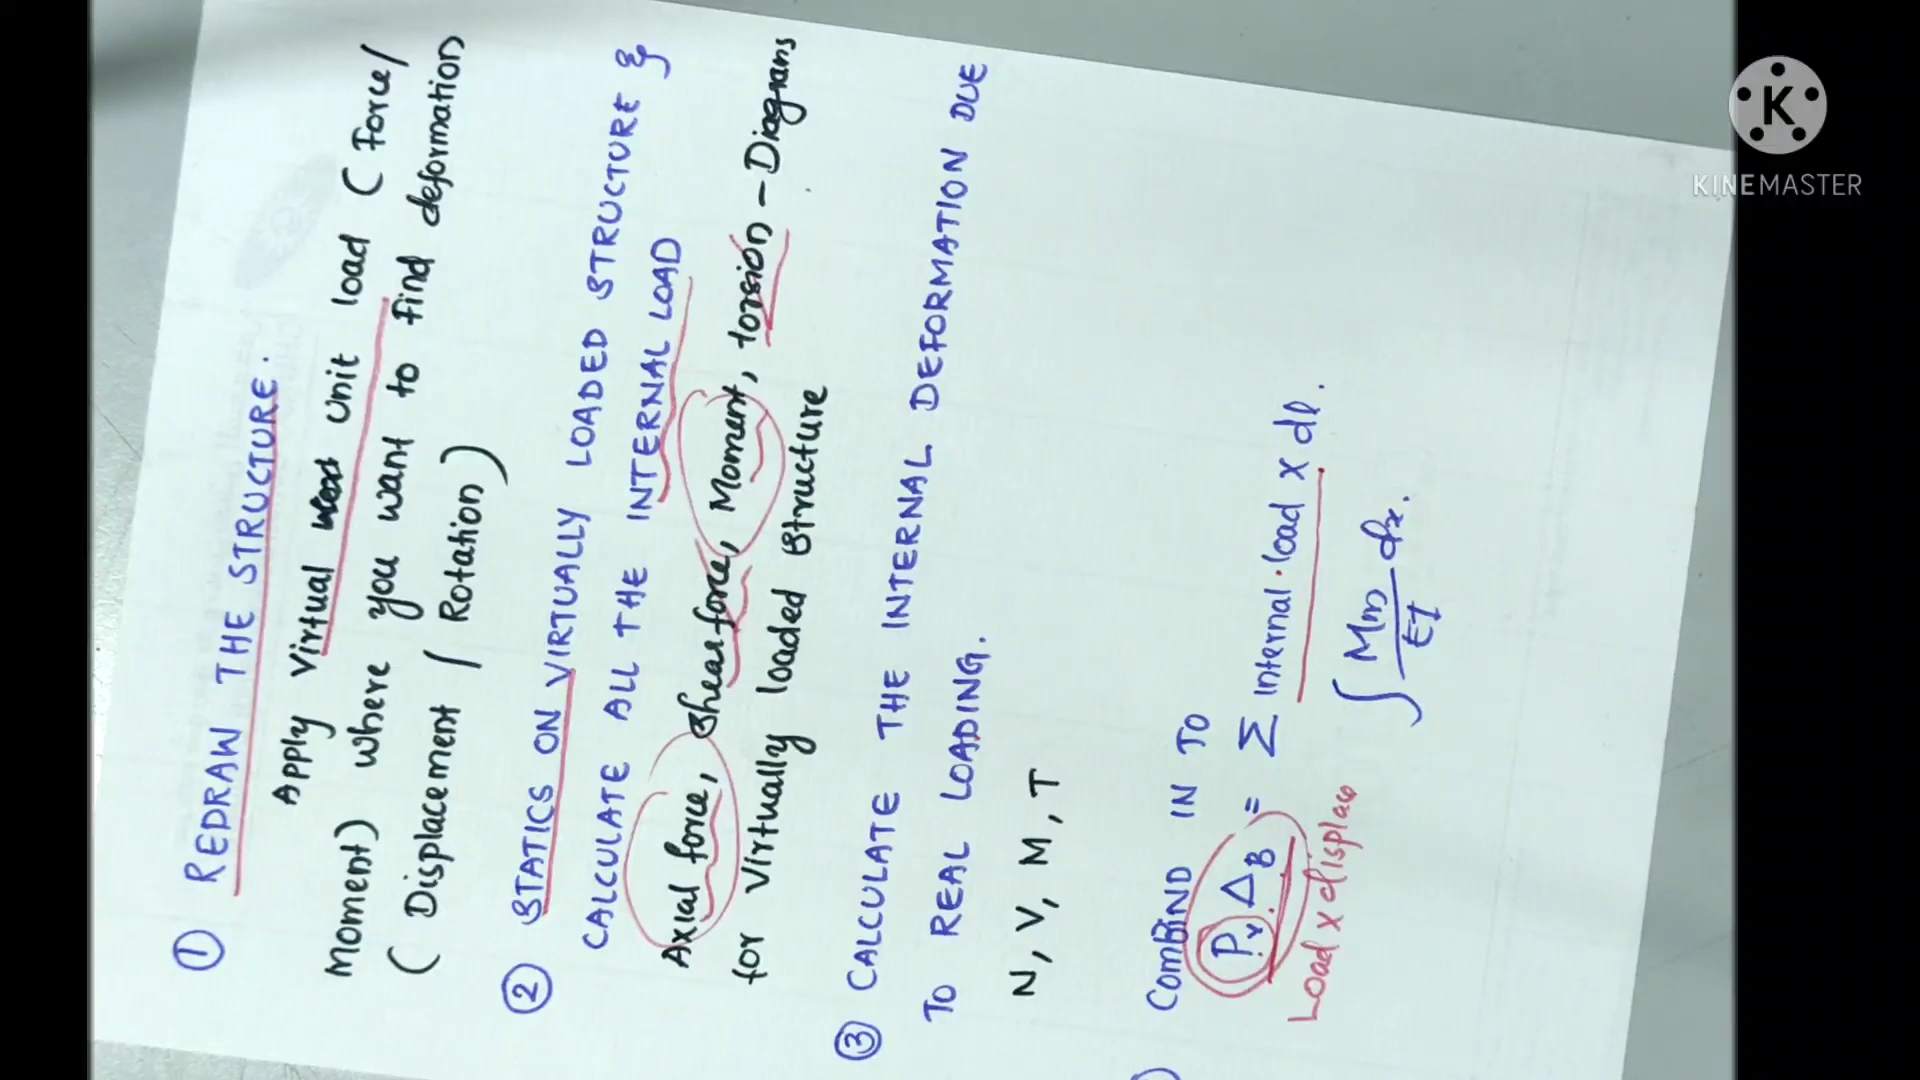 ① REDRAW THE STRUCTURE.
Apply Virtual unit load (force/
Moment) where you want to find deformation
(Displacement / Rotation)
② STATICS ON VIRTUALLY LOADED STRUCTURE &
CALCULATE ALL THE INTERNAL LOAD
Axial force, Shear force, Moment, torsion - Diagrams
for Virtually loaded Structure
③ CALCULATE THE INTERNAL DEFORMATION DUE
TO REAL LOADING.
N, V, M, T
COMBIND IN TO
Pv ΔB = Σ internal.load x dl.
Load x displace
∫ Mm/EI dx.
KINEMASTER